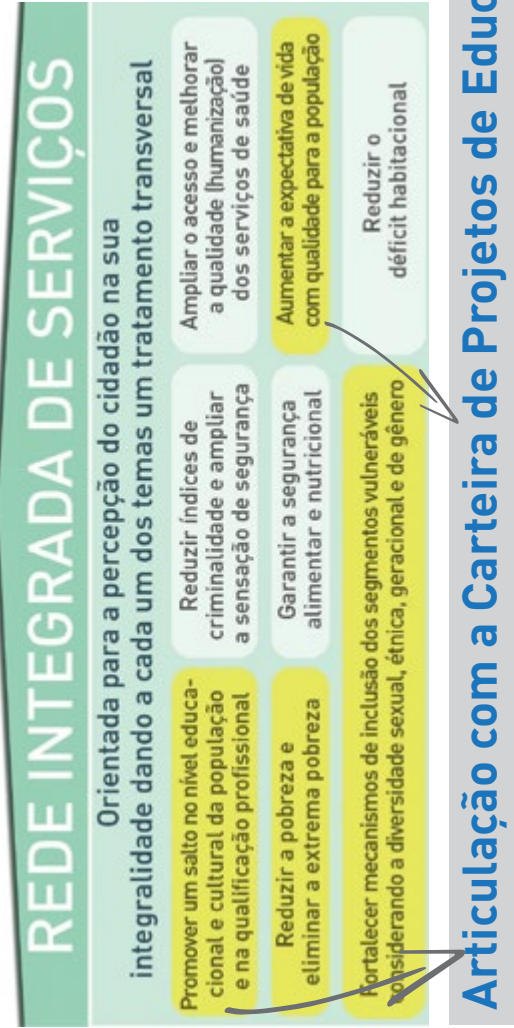 REDE INTEGRADA DE SERVIÇOS
Orientada para a percepção do cidadão na sua
integralidade dando a cada um dos temas um tratamento transversal
Promover um salto no nível educa-
cional e cultural da população
e na qualificação profissional
Reduzir índices de
criminalidade e ampliar
a sensação de segurança
Ampliar o acesso e melhorar
a qualidade (humanização)
dos serviços de saúde
Reduzir a pobreza e
eliminar a extrema pobreza
Garantir a segurança
alimentar e nutricional
Aumentar a expectativa de vida
com qualidade para a população
Fortalecer mecanismos de inclusão dos segmentos vulneráveis
considerando a diversidade sexual, étnica, geracional e de gênero
Reduzir o
déficit habitacional
Articulação com a Carteira de Projetos de Educ